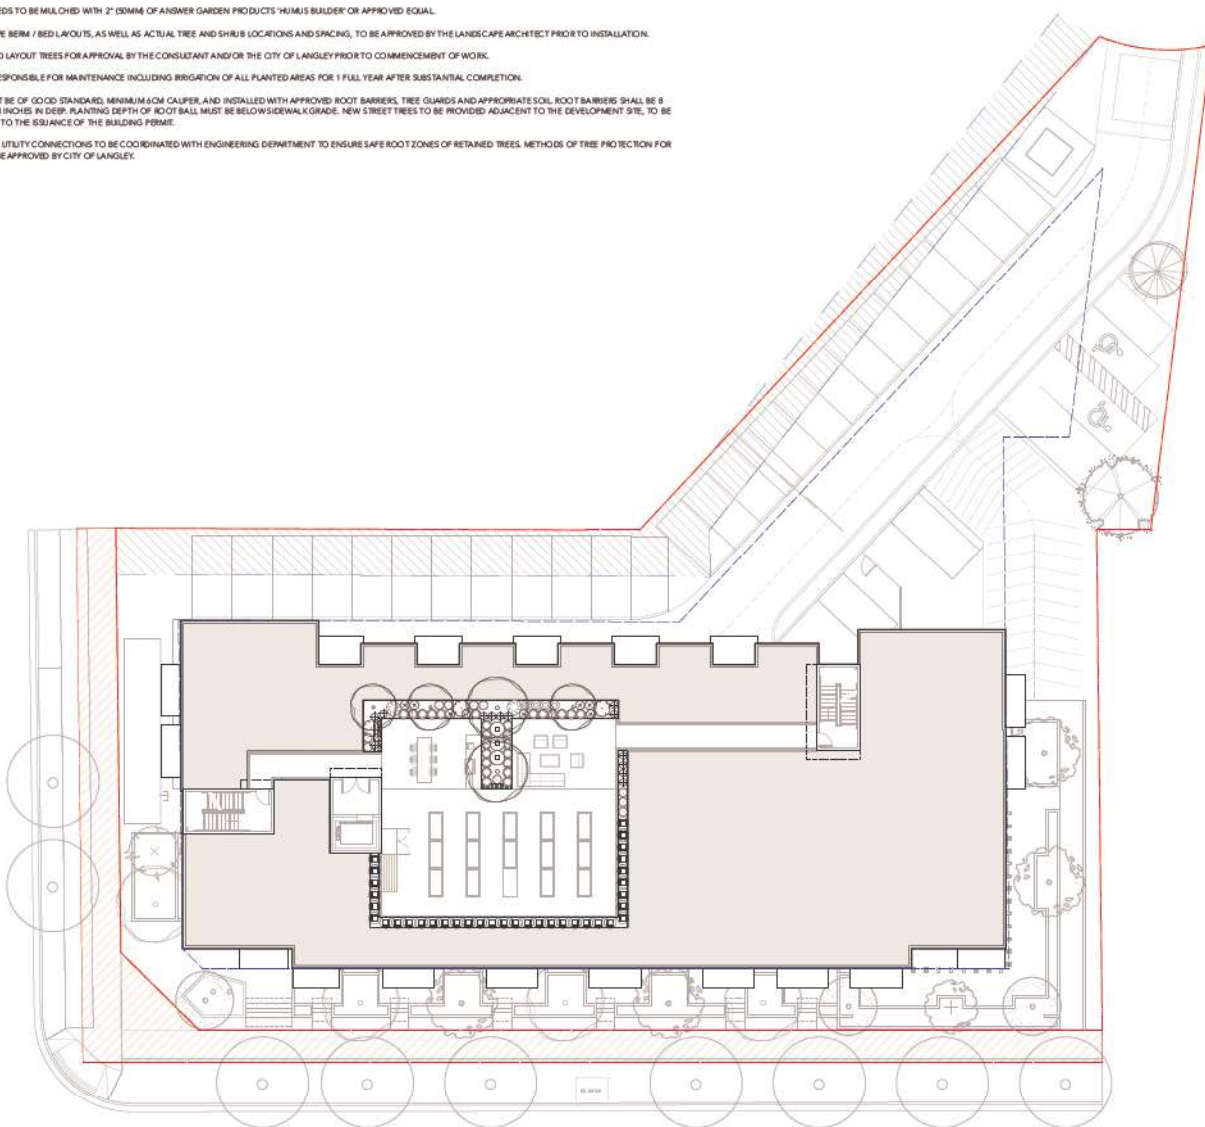 EDS TO BE MULCHED WITH 2" (50MM) OF ANSWER GARDEN PRODUCTS 'HUMUS BUILDER' OR APPROVED EQUAL.
BERM / BED LAYOUTS, AS WELL AS ACTUAL TREE AND SHRUB LOCATIONS AND SPACING, TO BE APPROVED BY THE LANDSCAPE ARCHITECT PRIOR TO INSTALLATION.
LAYOUT TREES FOR APPROVAL BY THE CONSULTANT AND/OR THE CITY OF LANGLEY PRIOR TO COMMENCEMENT OF WORK.
ESPONSIBLE FOR MAINTENANCE INCLUDING IRRIGATION OF ALL PLANTED AREAS FOR 1 FULL YEAR AFTER SUBSTANTIAL COMPLETION.
T BE OF GOOD STANDARD, MINIMUM 6CM CALIPER, AND INSTALLED WITH APPROVED ROOT BARRIERS, TREE GUARDS AND APPROPRIATE SOIL. ROOT BARRIERS SHALL BE 8
INCHES IN DEEP. PLANTING DEPTH OF ROOT BALL MUST BE BELOW SIDEWALK GRADE. NEW STREET TREES TO BE PROVIDED ADJACENT TO THE DEVELOPMENT SITE, TO BE
TO THE ISSUANCE OF THE BUILDING PERMIT.
UTILITY CONNECTIONS TO BE COORDINATED WITH ENGINEERING DEPARTMENT TO ENSURE SAFE ROOT ZONES OF RETAINED TREES. METHODS OF TREE PROTECTION FOR
E APPROVED BY CITY OF LANGLEY.